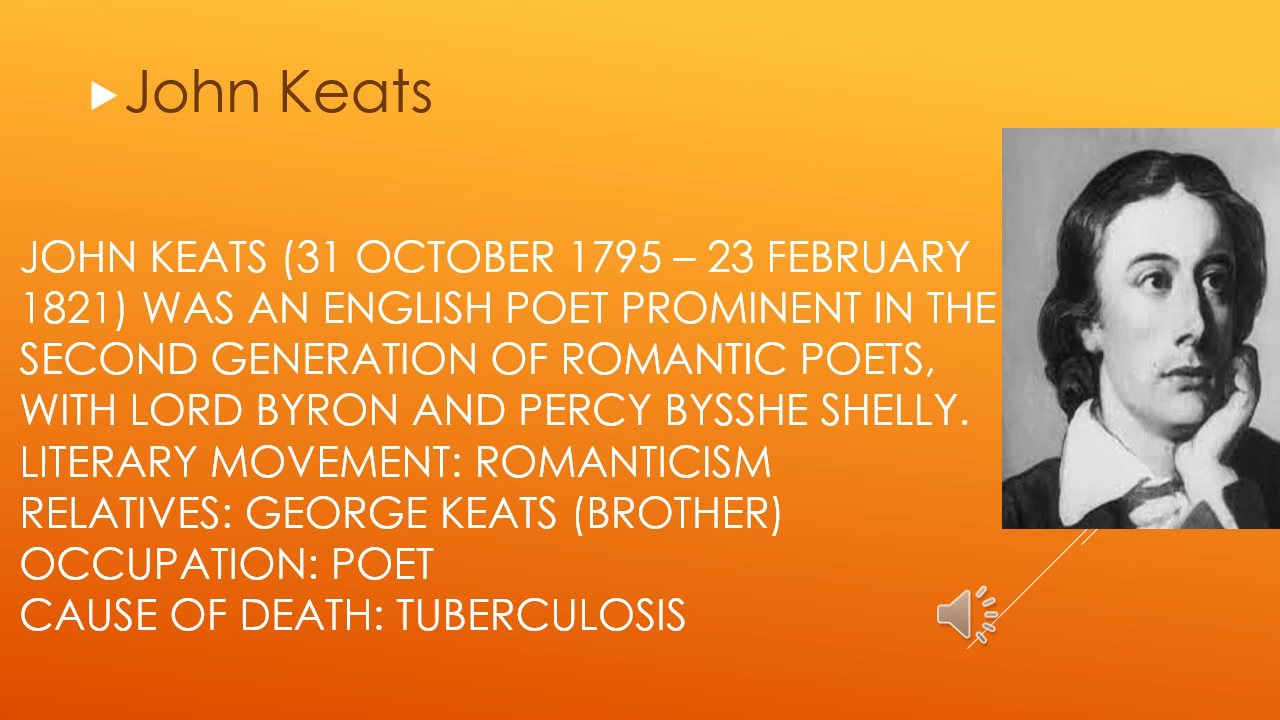 John Keats
JOHN KEATS (31 OCTOBER 1795 – 23 FEBRUARY
1821) WAS AN ENGLISH POET PROMINENT IN THE
SECOND GENERATION OF ROMANTIC POETS,
WITH LORD BYRON AND PERCY BYSSHE SHELLY.
LITERARY MOVEMENT: ROMANTICISM
RELATIVES: GEORGE KEATS (BROTHER)
OCCUPATION: POET
CAUSE OF DEATH: TUBERCULOSIS